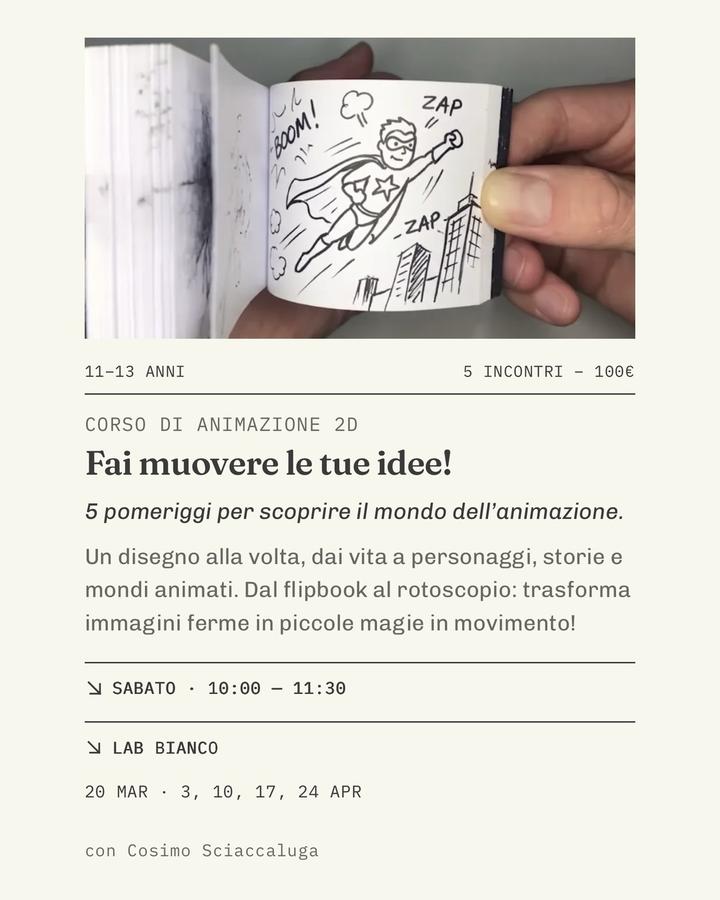 BOOM!
ZAP
ZAP
11–13 ANNI
5 INCONTRI – 100€
CORSO DI ANIMAZIONE 2D
Fai muovere le tue idee!
5 pomeriggi per scoprire il mondo dell’animazione.
Un disegno alla volta, dai vita a personaggi, storie e
mondi animati. Dal flipbook al rotoscopio: trasforma
immagini ferme in piccole magie in movimento!
↘ SABATO · 10:00 — 11:30
↘ LAB BIANCO
20 MAR · 3, 10, 17, 24 APR
con Cosimo Sciaccaluga